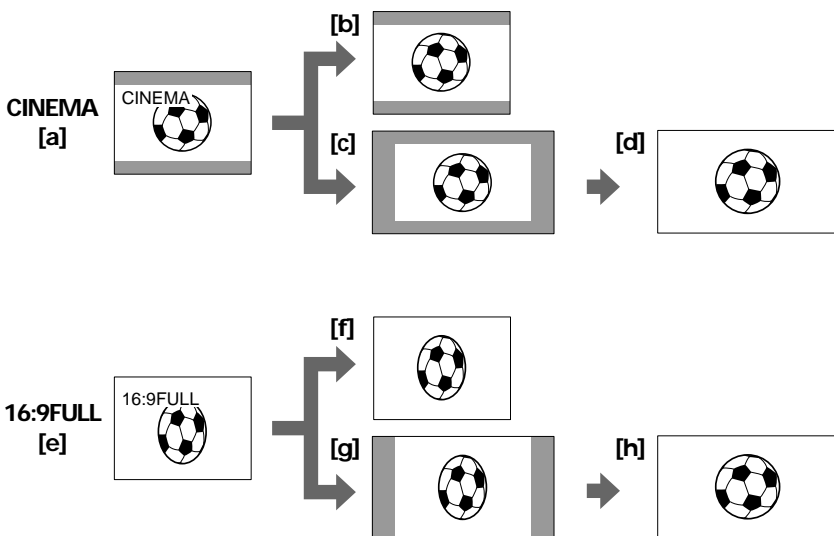 CINEMA
[a]
CINEMA
[b]
[c]
[d]
16:9FULL
[e]
16:9FULL
[f]
[g]
[h]